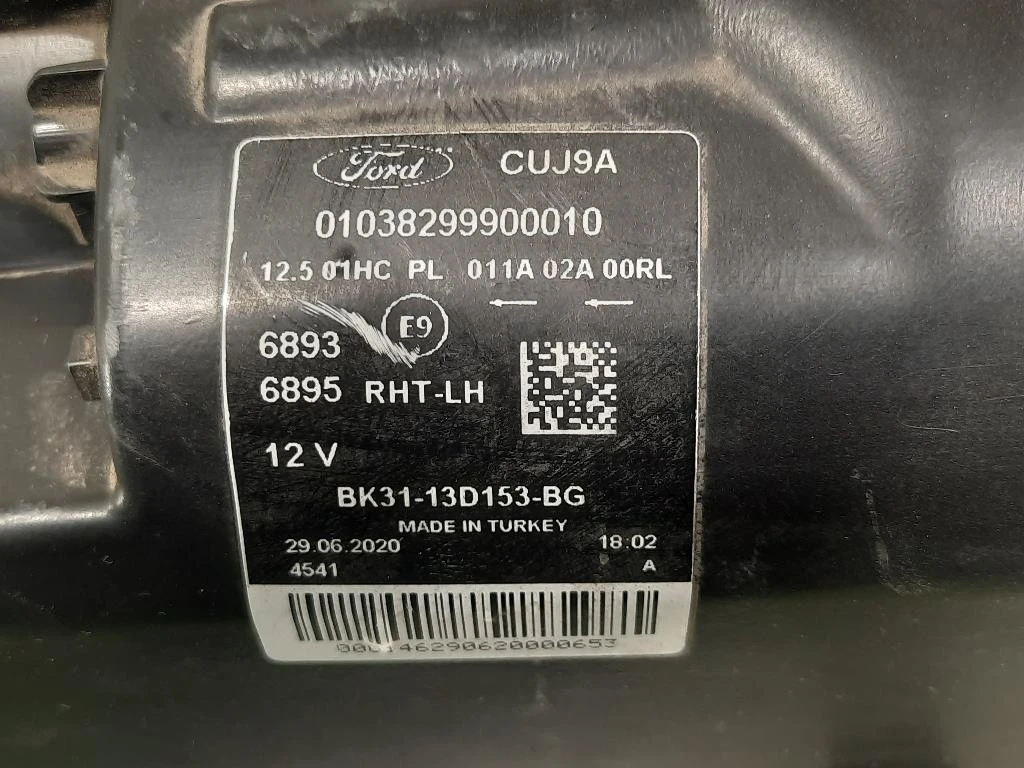 Ford CUJ9A
01038299900010
12.5 01HC PL 011A 02A 00RL
E9
6893
6895 RHT-LH
12 V
BK31-13D153-BG
MADE IN TURKEY
29.06.2020 18:02
4541 A